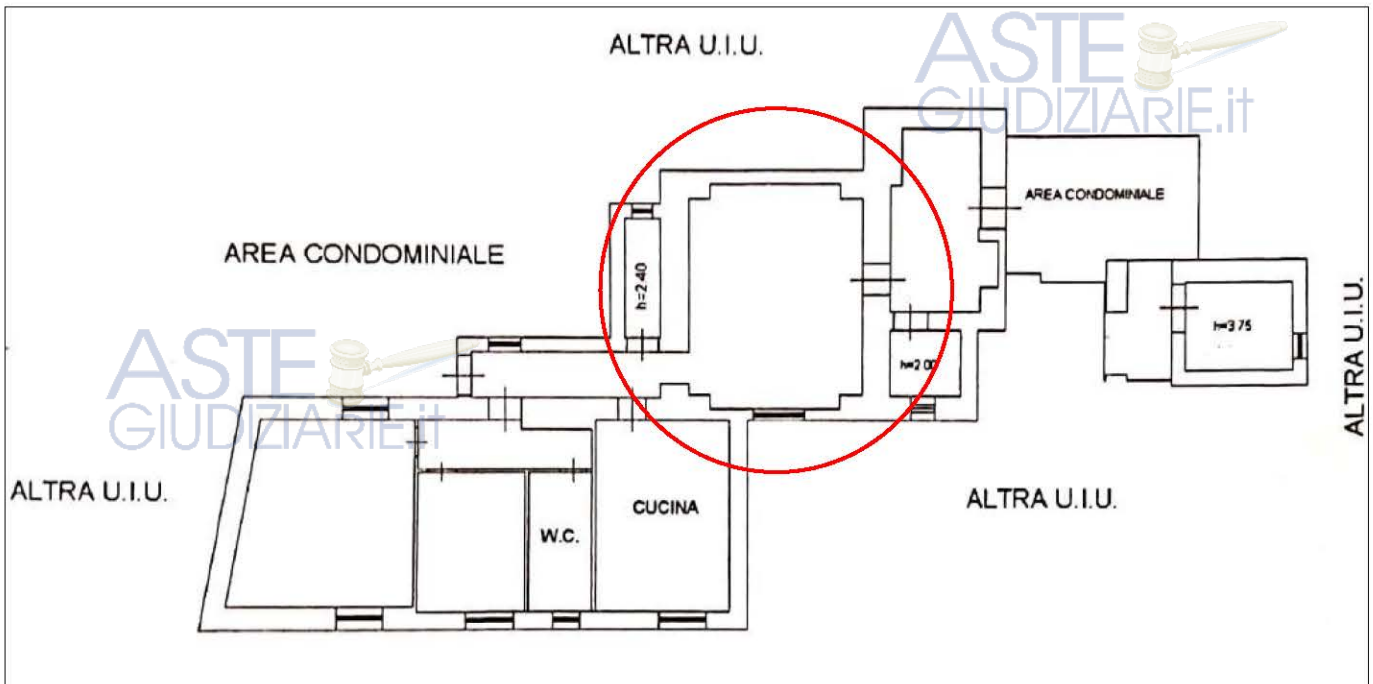 ALTRA U.I.U.
ASTE
GIUDIZIARIE.it
AREA CONDOMINIALE
AREA CONDOMINIALE
h=2.40
h=3.75
ALTRA U.I.U.
ASTE
GIUDIZIARIE.it
h=2.00
ALTRA U.I.U.
CUCINA
ALTRA U.I.U.
W.C.